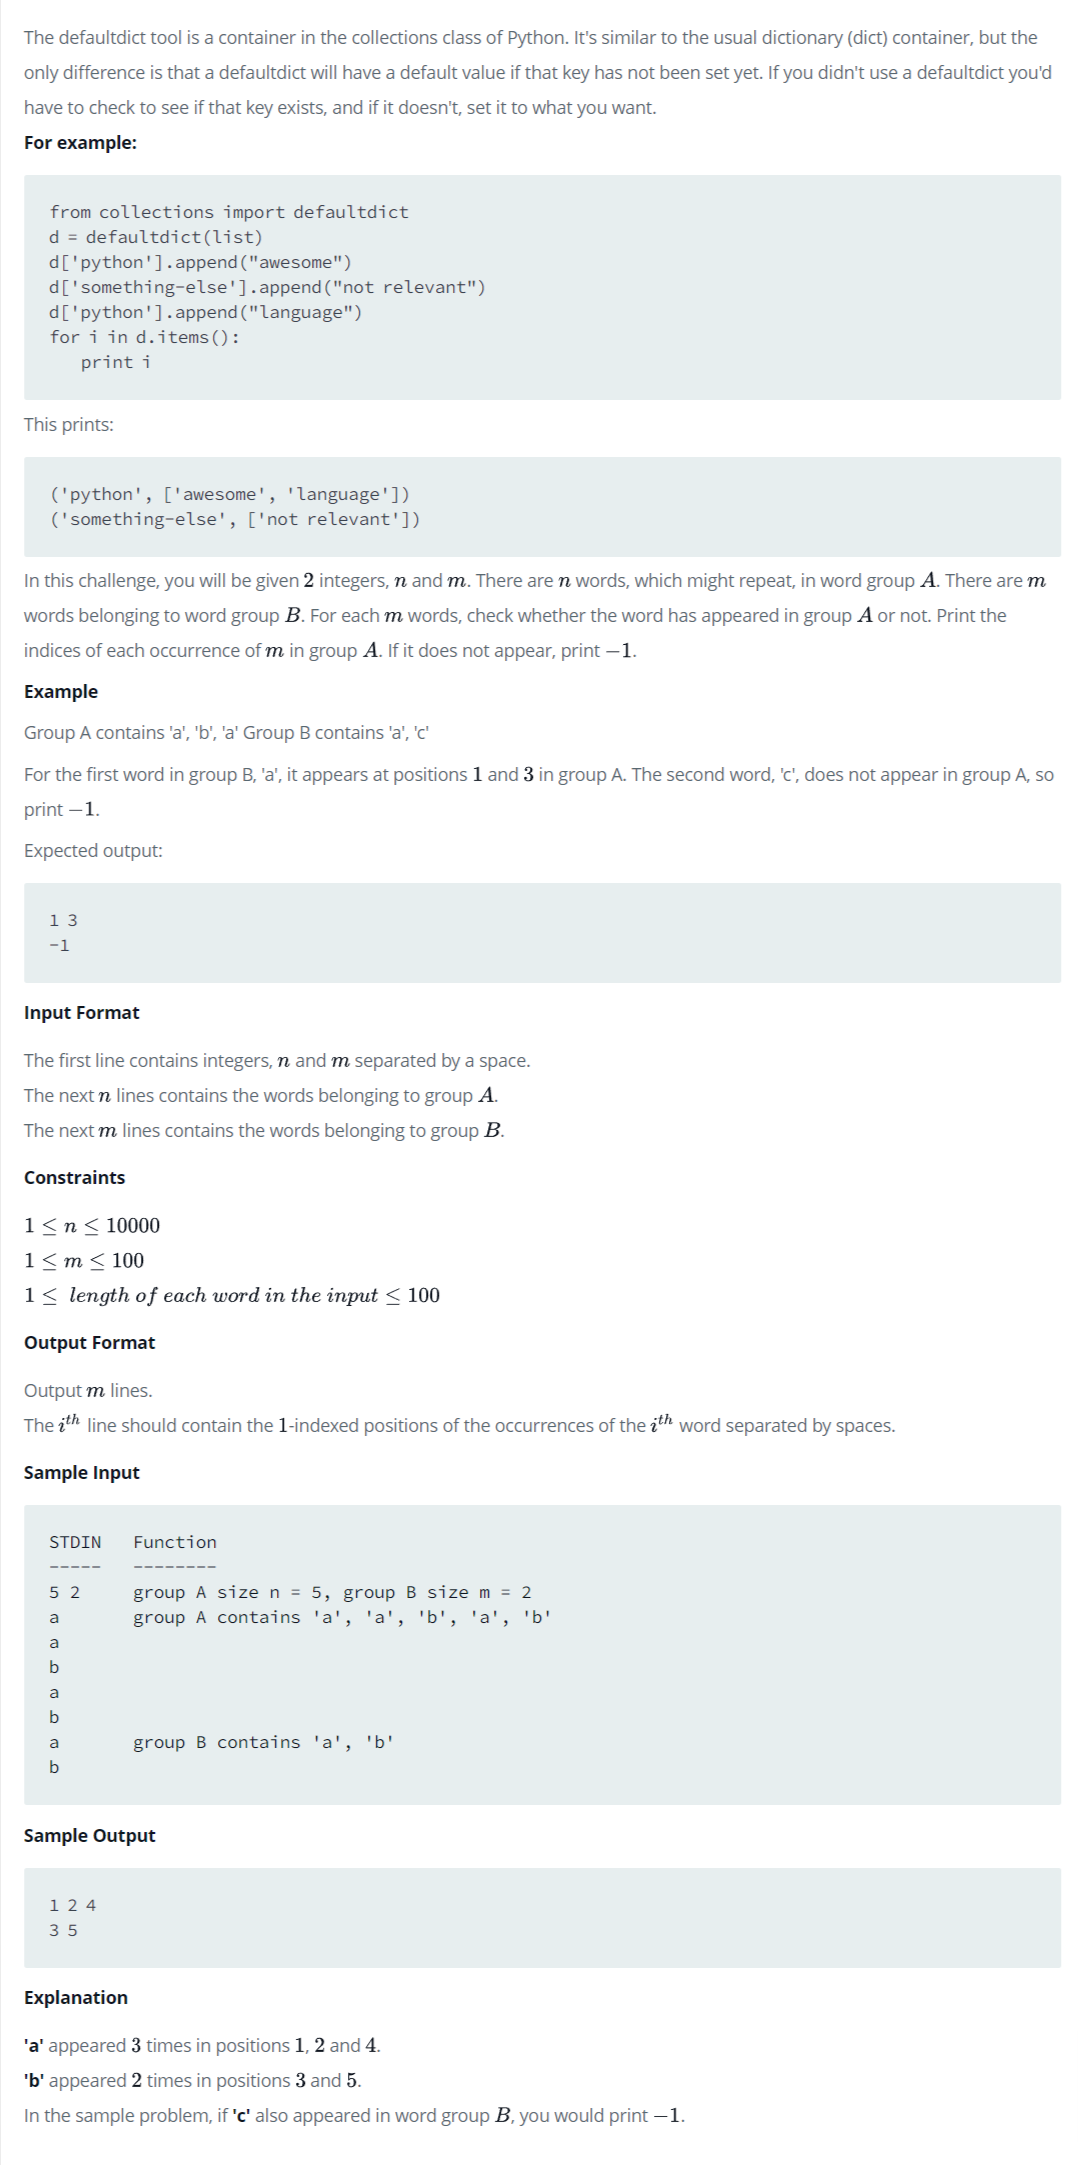 The defaultdict tool is a container in the collections class of Python. It's similar to the usual dictionary (dict) container, but the
only difference is that a defaultdict will have a default value if that key has not been set yet. If you didn't use a defaultdict you'd
have to check to see if that key exists, and if it doesn't, set it to what you want.
For example:
from collections import defaultdict
d = defaultdict(list)
d['python'].append("awesome")
d['something-else'].append("not relevant")
d['python'].append("language")
for i in d.items():
   print i
This prints:
('python', ['awesome', 'language'])
('something-else', ['not relevant'])
In this challenge, you will be given 2 integers, n and m. There are n words, which might repeat, in word group A. There are m
words belonging to word group B. For each m words, check whether the word has appeared in group A or not. Print the
indices of each occurrence of m in group A. If it does not appear, print −1.
Example
Group A contains 'a', 'b', 'a' Group B contains 'a', 'c'
For the first word in group B, 'a', it appears at positions 1 and 3 in group A. The second word, 'c', does not appear in group A, so
print −1.
Expected output:
1 3
-1
Input Format
The first line contains integers, n and m separated by a space.
The next n lines contains the words belonging to group A.
The next m lines contains the words belonging to group B.
Constraints
1 ≤ n ≤ 10000
1 ≤ m ≤ 100
1 ≤ length of each word in the input ≤ 100
Output Format
Output m lines.
The i^th line should contain the 1-indexed positions of the occurrences of the i^th word separated by spaces.
Sample Input
STDIN   Function
-----   --------
5 2     group A size n = 5, group B size m = 2
a       group A contains 'a', 'a', 'b', 'a', 'b'
a
b
a
b
a       group B contains 'a', 'b'
b
Sample Output
1 2 4
3 5
Explanation
'a' appeared 3 times in positions 1, 2 and 4.
'b' appeared 2 times in positions 3 and 5.
In the sample problem, if 'c' also appeared in word group B, you would print −1.